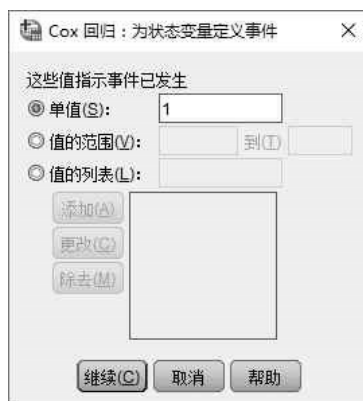 Cox 回归：为状态变量定义事件
这些值指示事件已发生
单值(S)： 1
值的范围(V)： 到(T)
值的列表(L)：
添加(A)
更改(C)
除去(M)
继续(C) 取消 帮助